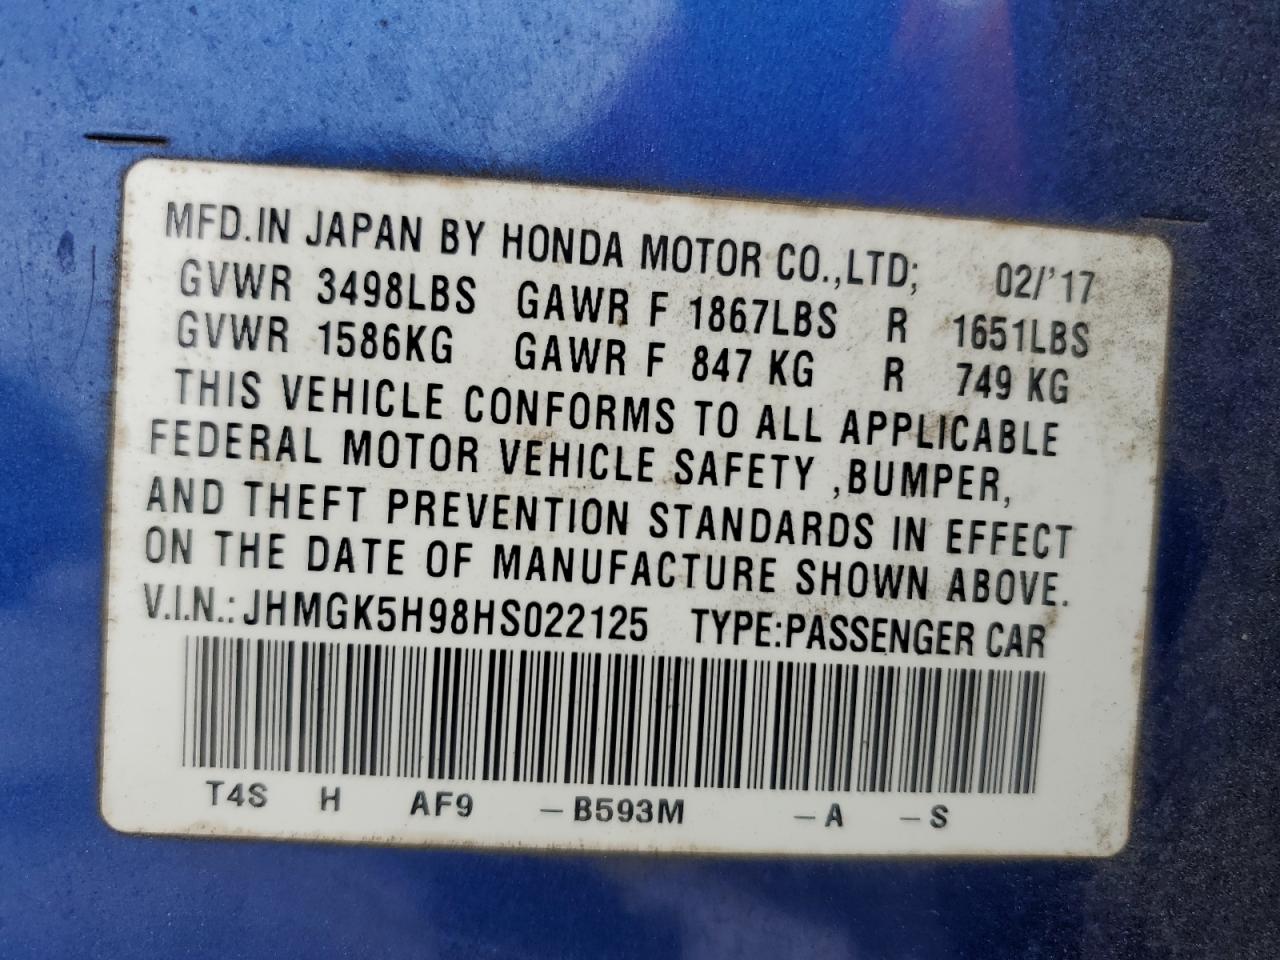 MFD.IN JAPAN BY HONDA MOTOR CO.,LTD; 02/'17
GVWR 3498LBS GAWR F 1867LBS R 1651LBS
GVWR 1586KG GAWR F 847 KG R 749 KG
THIS VEHICLE CONFORMS TO ALL APPLICABLE
FEDERAL MOTOR VEHICLE SAFETY ,BUMPER,
AND THEFT PREVENTION STANDARDS IN EFFECT
ON THE DATE OF MANUFACTURE SHOWN ABOVE.
V.I.N.: JHMGK5H98HS022125 TYPE:PASSENGER CAR
T4S H AF9 -B593M -A -S